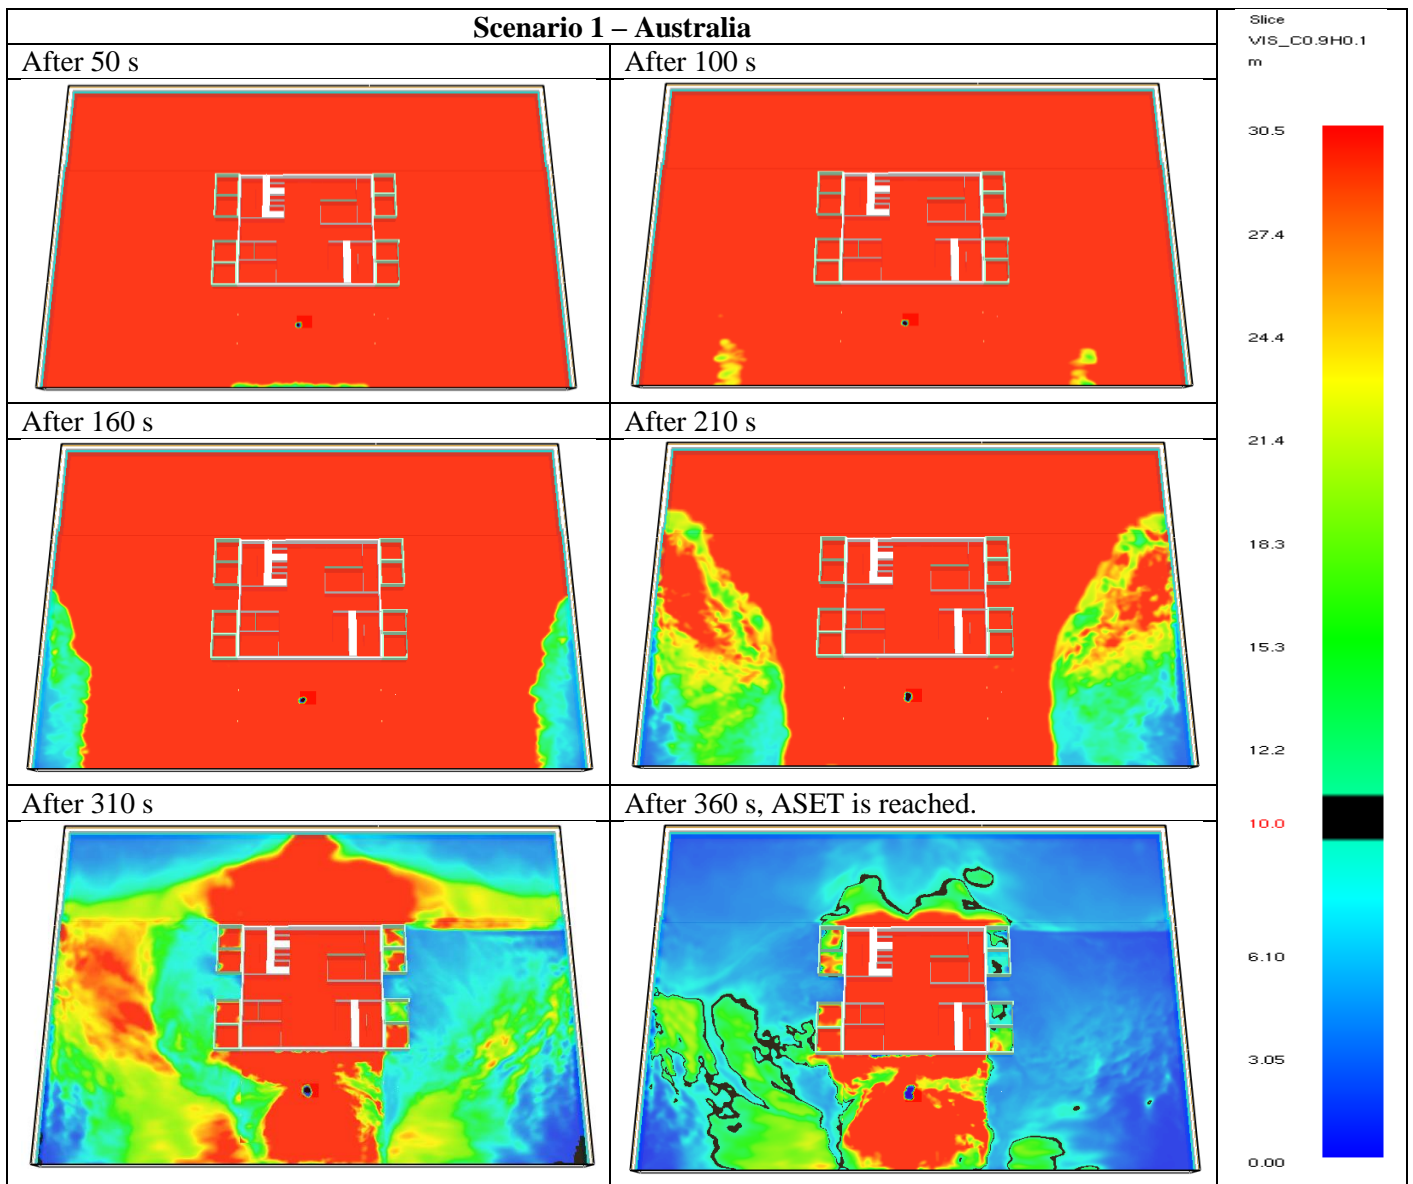 Scenario 1 – Australia
After 50 s
After 100 s
After 160 s
After 210 s
After 310 s
After 360 s, ASET is reached.
Slice
VIS_C0.9H0.1
m
30.5
27.4
24.4
21.4
18.3
15.3
12.2
10.0
6.10
3.05
0.00